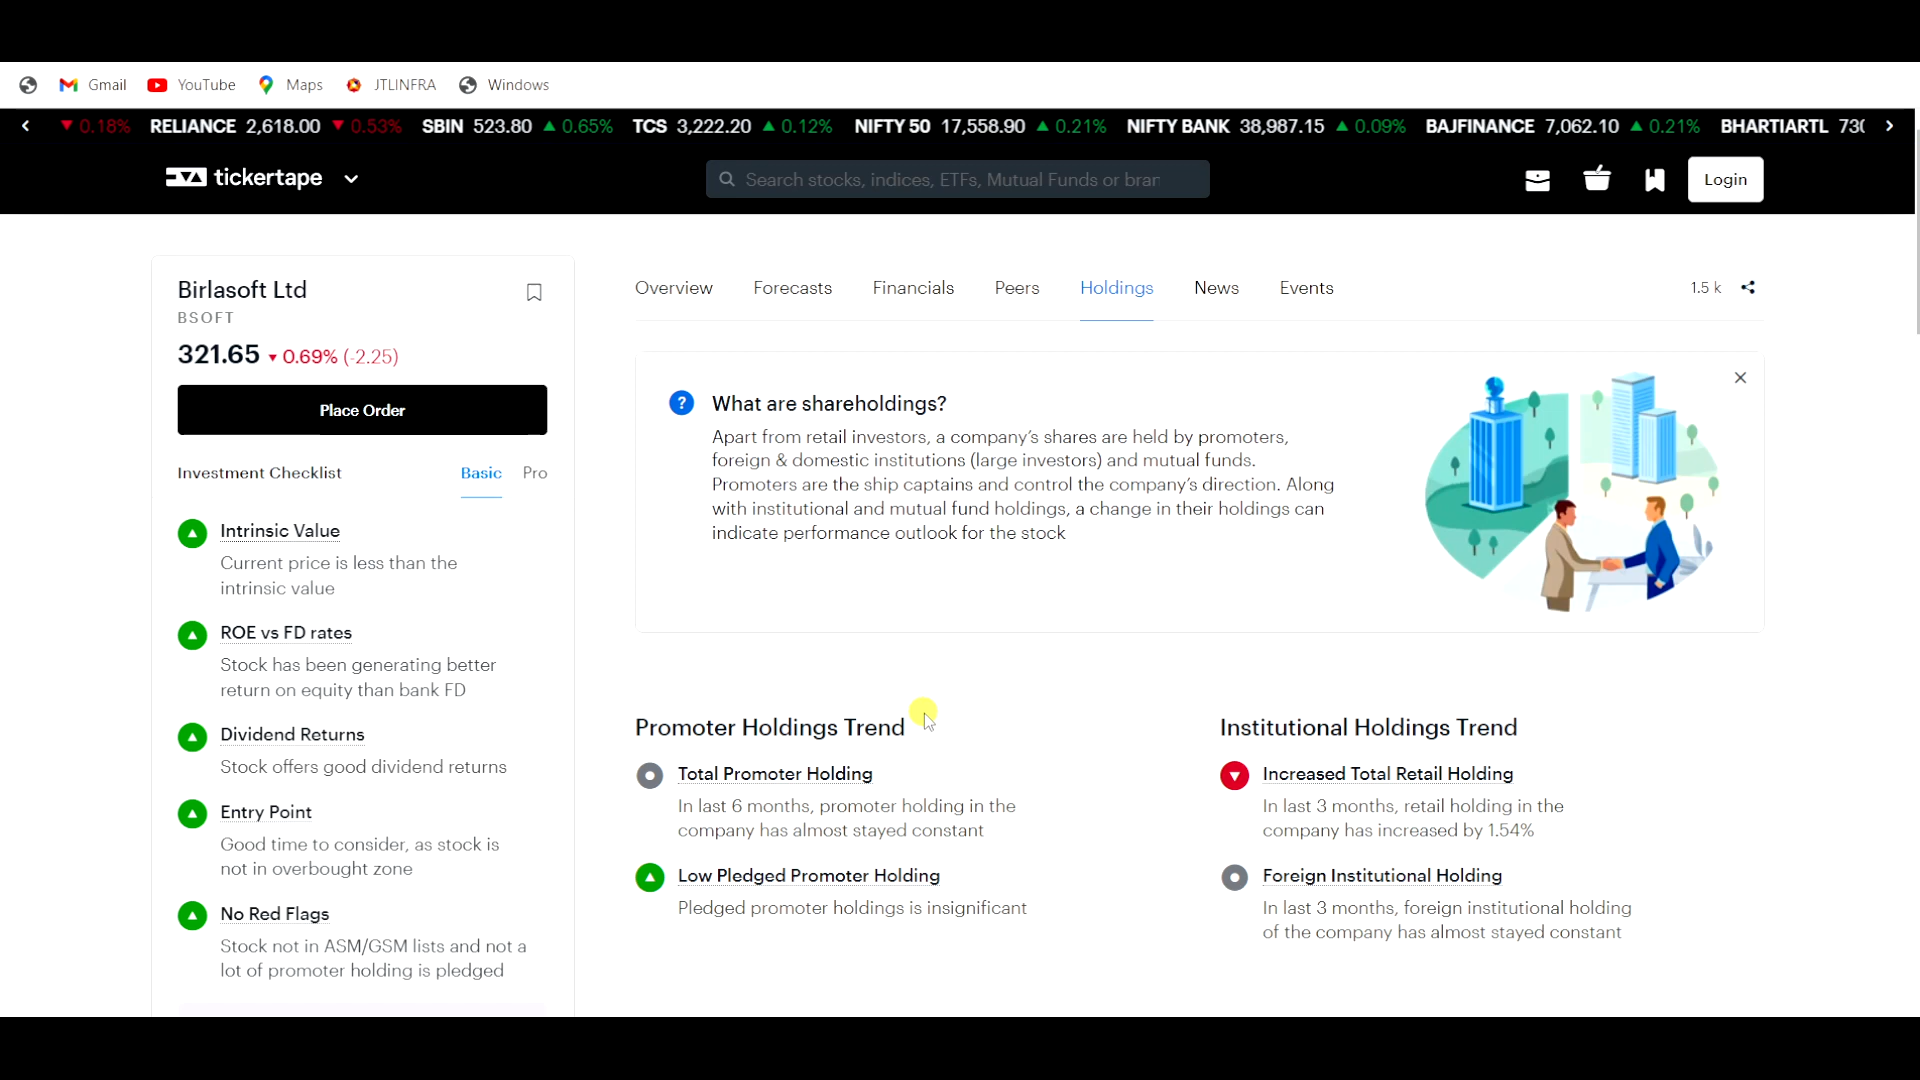 Gmail YouTube Maps JTLINFRA Windows
0.18% RELIANCE 2,618.00 0.53% SBIN 523.80 0.65% TCS 3,222.20 0.12% NIFTY 50 17,558.90 0.21% NIFTY BANK 38,987.15 0.09% BAJFINANCE 7,062.10 0.21% BHARTIARTL
tickertape
Search stocks, indices, ETFs, Mutual Funds or
Login
Birlasoft Ltd
BSOFT
321.65 0.69% (-2.25)
Place Order
Investment Checklist Basic Pro
Intrinsic Value
Current price is less than the
intrinsic value
ROE vs FD rates
Stock has been generating better
return on equity than bank FD
Dividend Returns
Stock offers good dividend returns
Entry Point
Good time to consider, as stock is
not in overbought zone
No Red Flags
Stock not in ASM/GSM lists and not a
lot of promoter holding is pledged
Overview Forecasts Financials Peers Holdings News Events 1.5 k
? What are shareholdings?
Apart from retail investors, a company's shares are held by promoters,
foreign & domestic institutions (large investors) and mutual funds.
Promoters are the ship captains and control the company's direction. Along
with institutional and mutual fund holdings, a change in their holdings can
indicate performance outlook for the stock
Promoter Holdings Trend
Total Promoter Holding
In last 6 months, promoter holding in the
company has almost stayed constant
Low Pledged Promoter Holding
Pledged promoter holdings is insignificant
Institutional Holdings Trend
Increased Total Retail Holding
In last 3 months, retail holding in the
company has increased by 1.54%
Foreign Institutional Holding
In last 3 months, foreign institutional holding
of the company has almost stayed constant